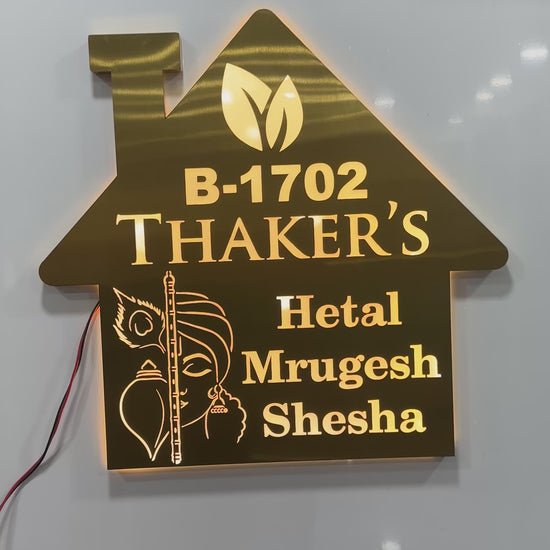 B-1702
THAKER'S
Hetal
Mrugesh
Shesha